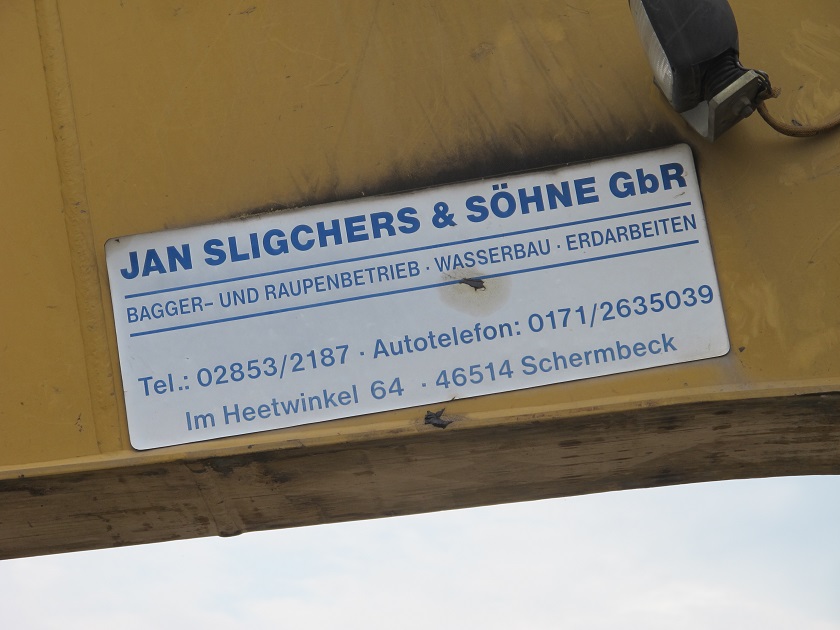 JAN SLIGCHERS & SÖHNE GbR
BAGGER- UND RAUPENBETRIEB · WASSERBAU · ERDARBEITEN
Tel.: 02853/2187 · Autotelefon: 0171/2635039
Im Heetwinkel 64 · 46514 Schermbeck